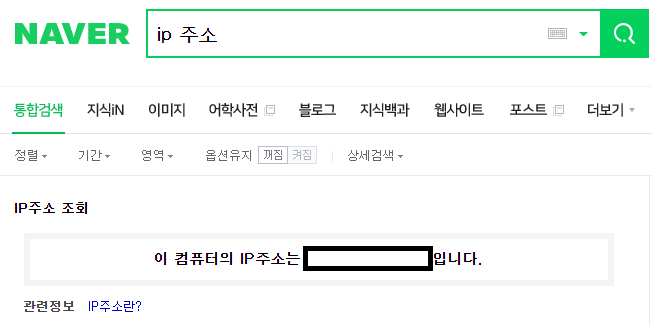 NAVER ip 주소
통합검색 지식iN 이미지 어학사전 블로그 지식백과 웹사이트 포스트 더보기
정렬 기간 영역 옵션유지 꺼짐 켜짐 상세검색
IP주소 조회
이 컴퓨터의 IP주소는 입니다.
관련정보 IP주소란?